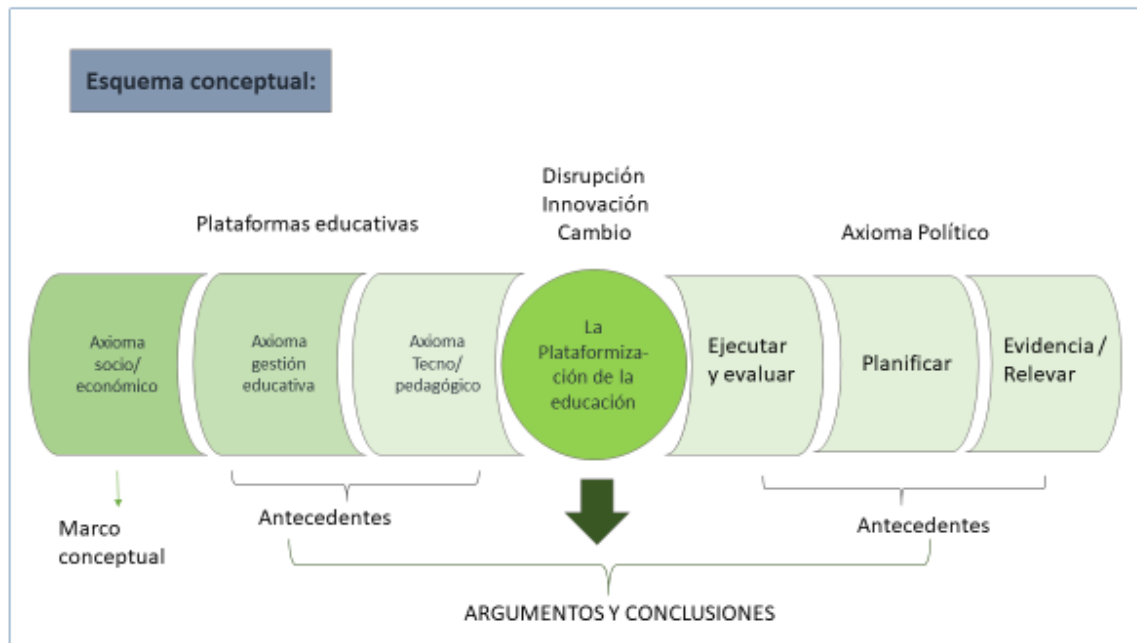 Esquema conceptual:
Disrupción
Innovación
Cambio
Plataformas educativas
Axioma Político
Axioma
socio/
económico
Axioma
gestión
educativa
Axioma
Tecno/
pedagógico
La
Plataformiza-
ción de la
educación
Ejecutar
y evaluar
Planificar
Evidencia /
Relevar
Marco
conceptual
Antecedentes
Antecedentes
ARGUMENTOS Y CONCLUSIONES